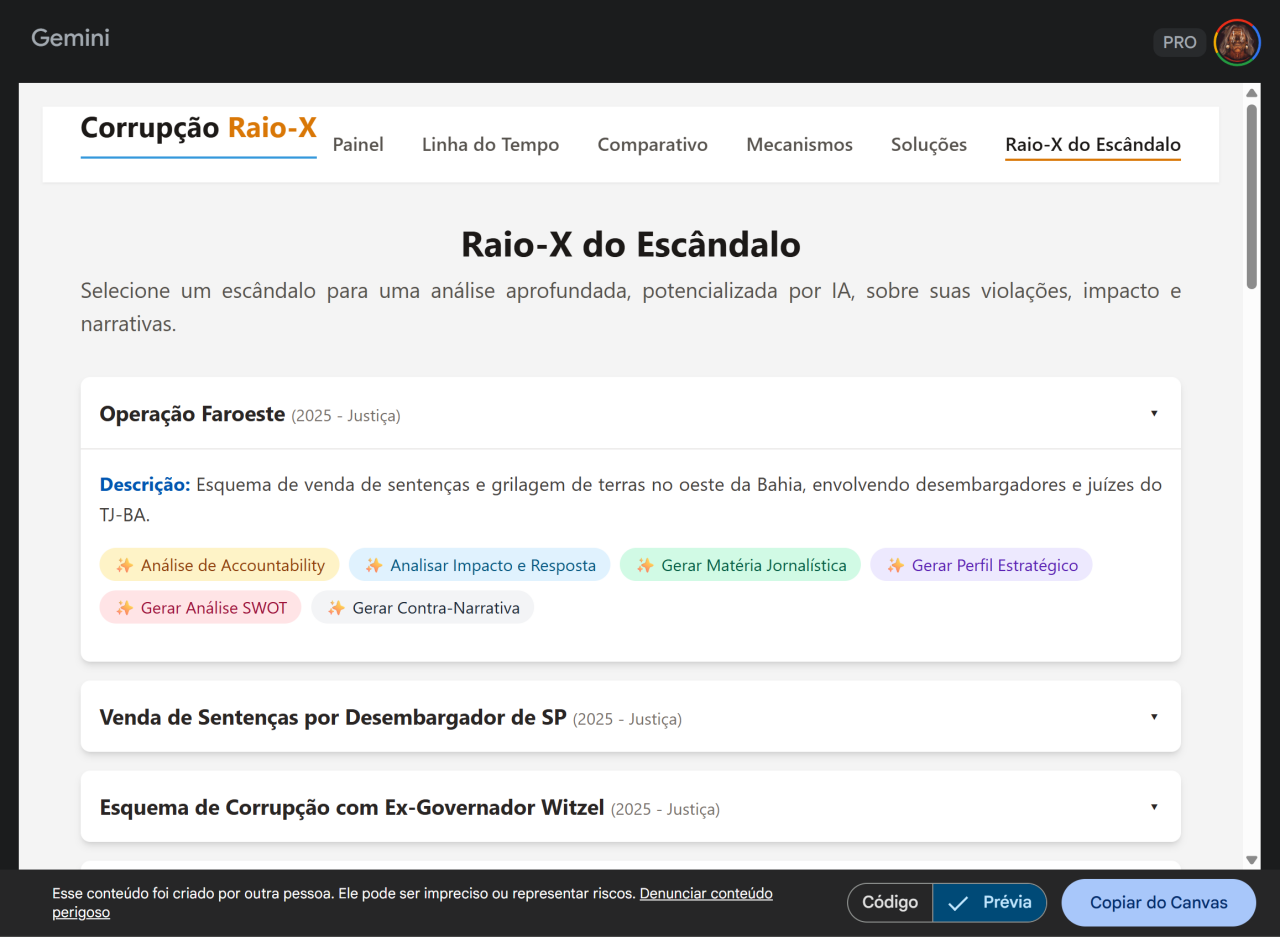 Gemini
PRO
Corrupção Raio-X
Painel
Linha do Tempo
Comparativo
Mecanismos
Soluções
Raio-X do Escândalo
Raio-X do Escândalo
Selecione um escândalo para uma análise aprofundada, potencializada por IA, sobre suas violações, impacto e
narrativas.
Operação Faroeste (2025 - Justiça)
Descrição: Esquema de venda de sentenças e grilagem de terras no oeste da Bahia, envolvendo desembargadores e juízes do
TJ-BA.
✨ Análise de Accountability
✨ Analisar Impacto e Resposta
✨ Gerar Matéria Jornalística
✨ Gerar Perfil Estratégico
✨ Gerar Análise SWOT
✨ Gerar Contra-Narrativa
Venda de Sentenças por Desembargador de SP (2025 - Justiça)
Esquema de Corrupção com Ex-Governador Witzel (2025 - Justiça)
Esse conteúdo foi criado por outra pessoa. Ele pode ser impreciso ou representar riscos. Denunciar conteúdo
perigoso
Código
Prévia
Copiar do Canvas